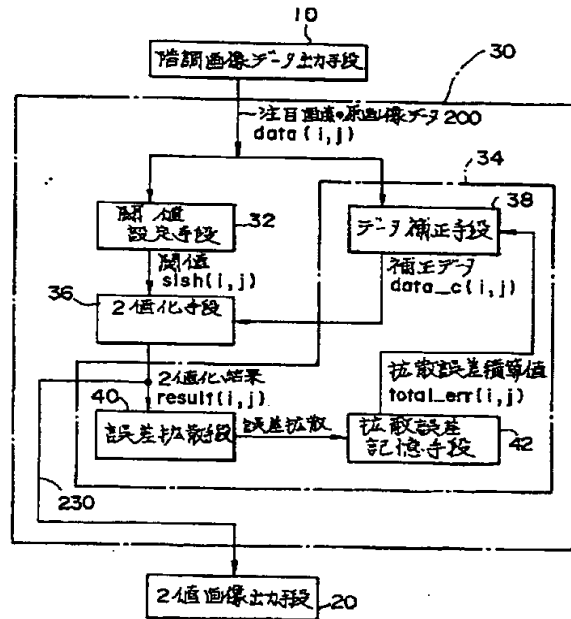 10
階調画像データ出力手段
30
注目画素の原画像データ200
data(i,j)
34
閾値
設定手段
32
38
データ補正手段
閾値
slsh(i,j)
補正データ
data_c(i,j)
36
2値化手段
2値化結果
result(i,j)
拡散誤差積算値
total_err(i,j)
40
誤差拡散手段
誤差拡散
拡散誤差
記憶手段
42
230
2値画像出力手段
20